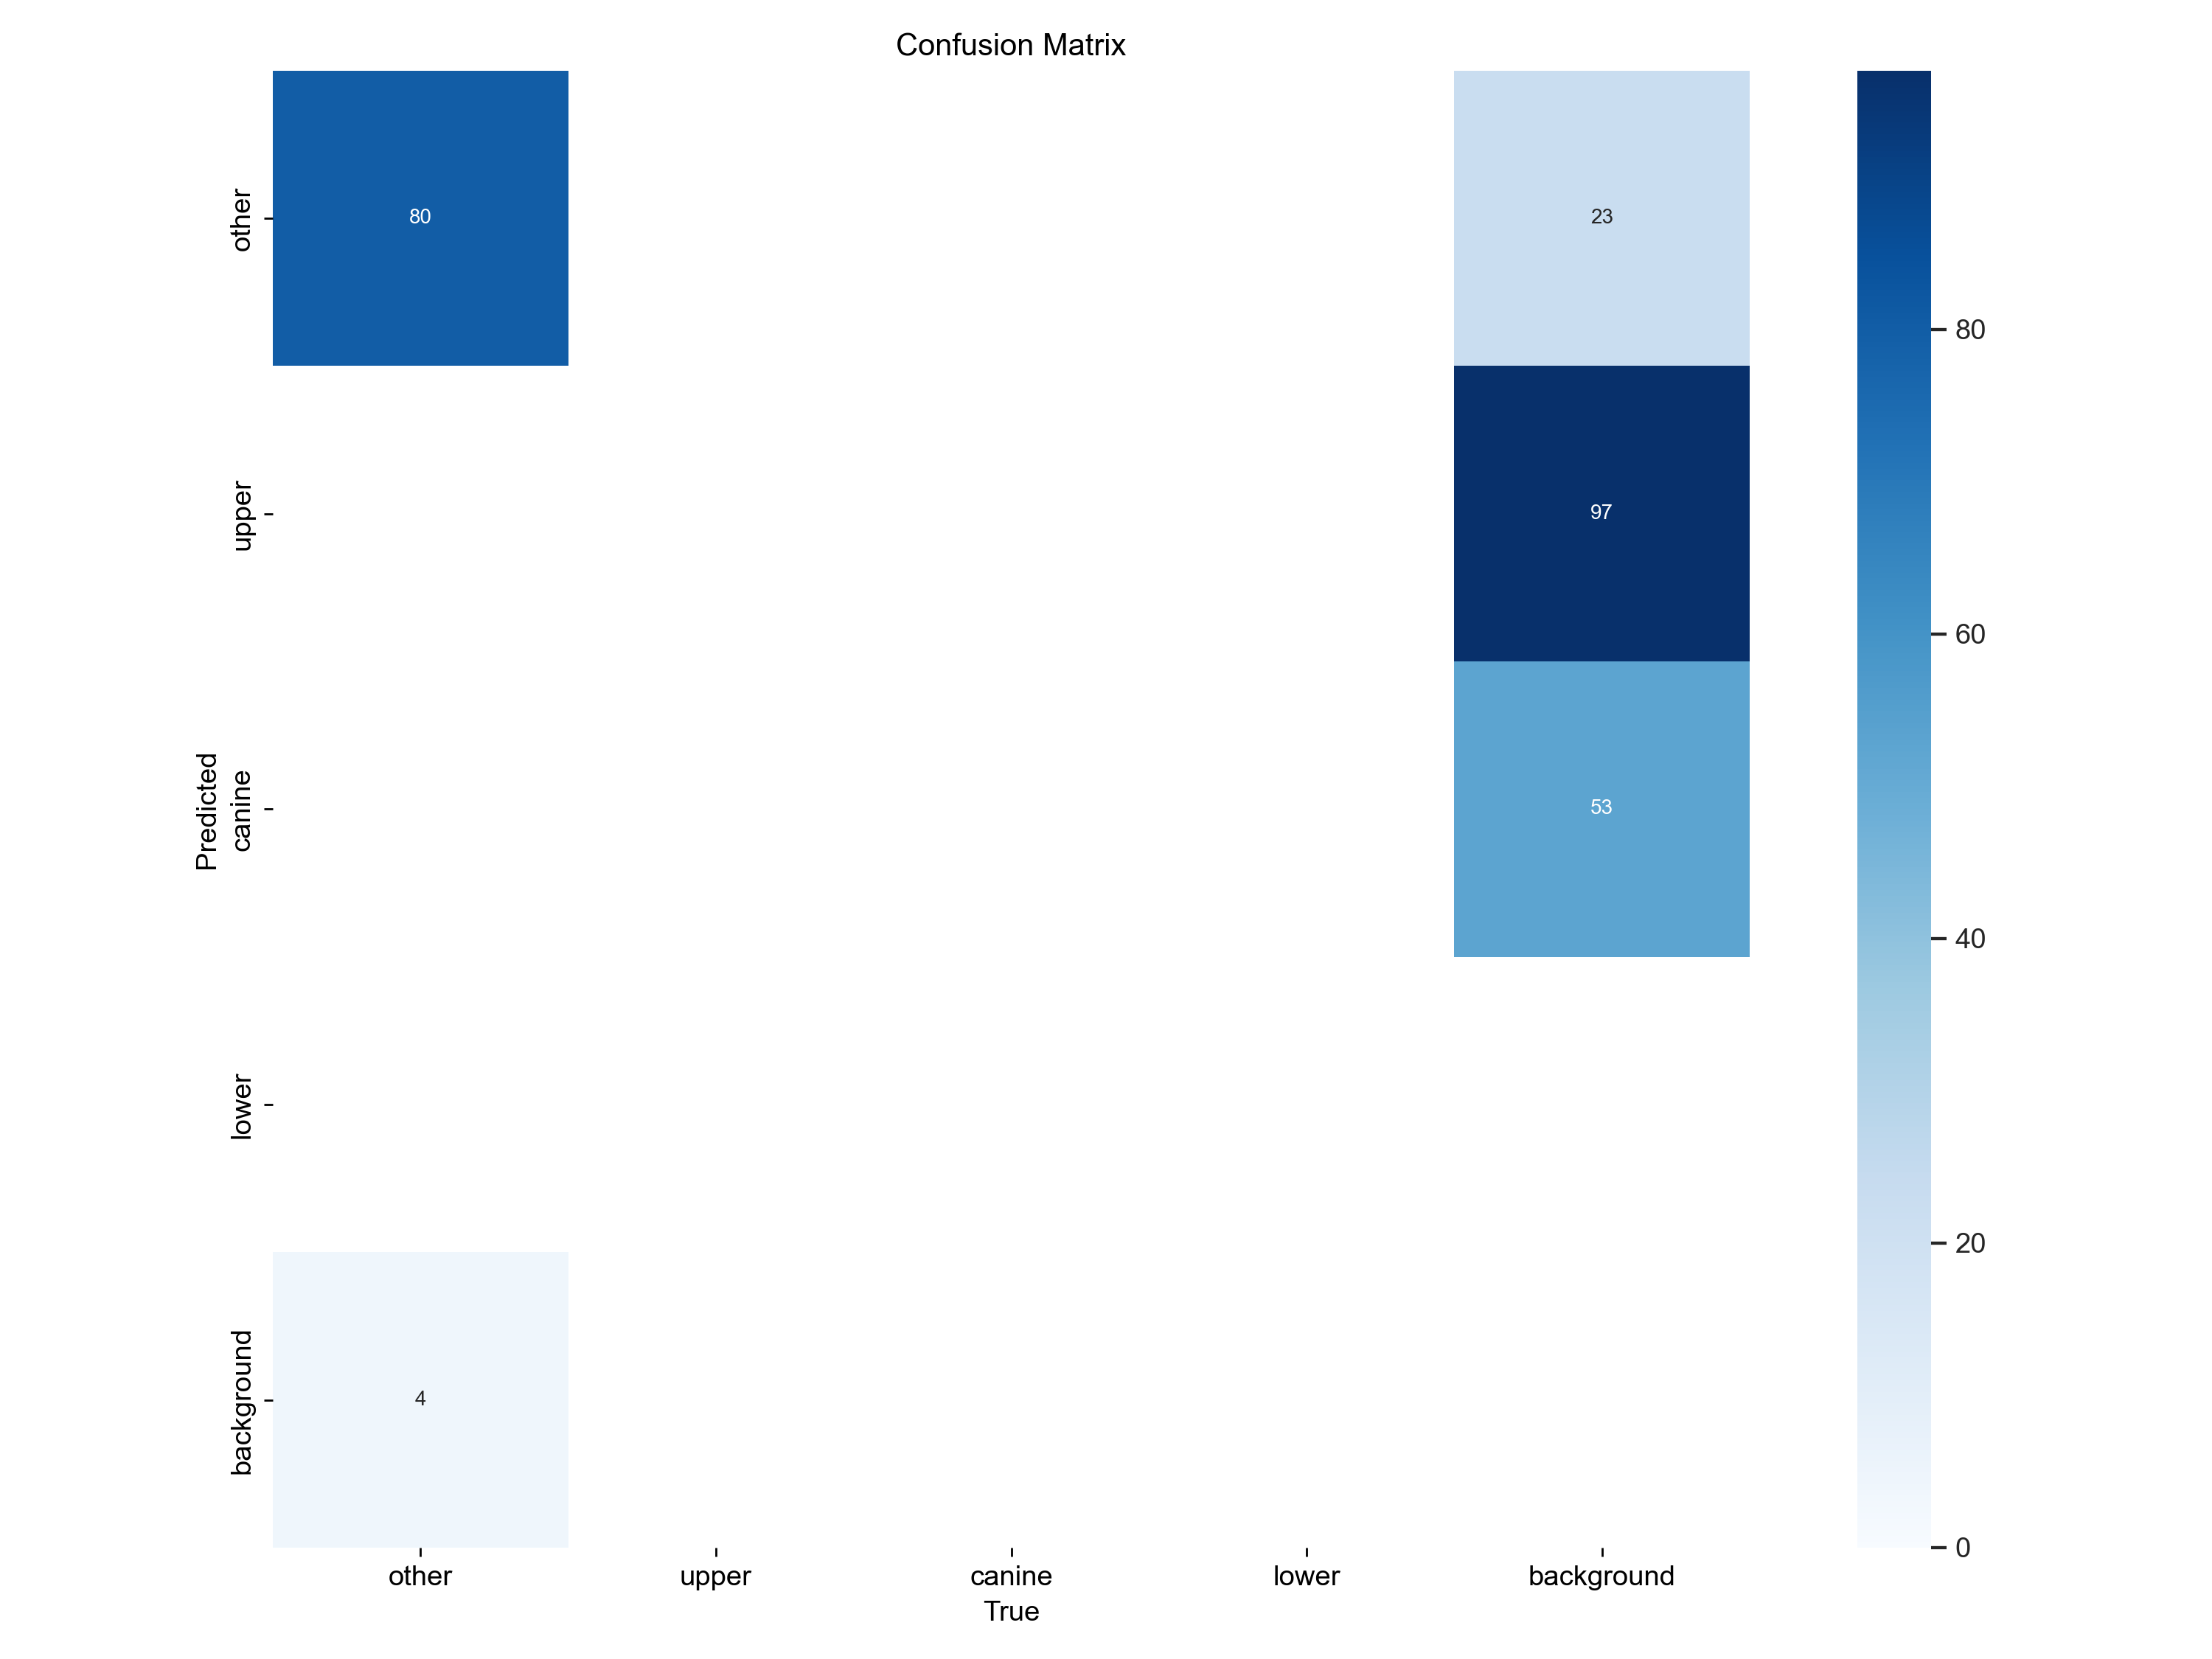 Confusion Matrix
other
80
23
80
upper
97
60
Predicted
canine
53
40
lower
20
background
4
0
other
upper
canine
lower
background
True